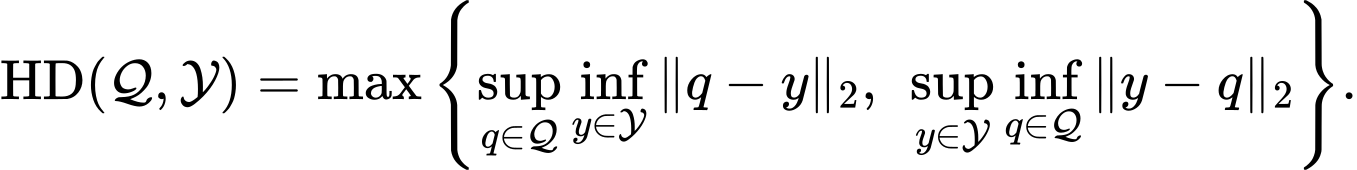 HD(𝒬, 𝒴) = max { sup_{q∈𝒬} inf_{y∈𝒴} ‖q − y‖₂, sup_{y∈𝒴} inf_{q∈𝒬} ‖y − q‖₂ }.